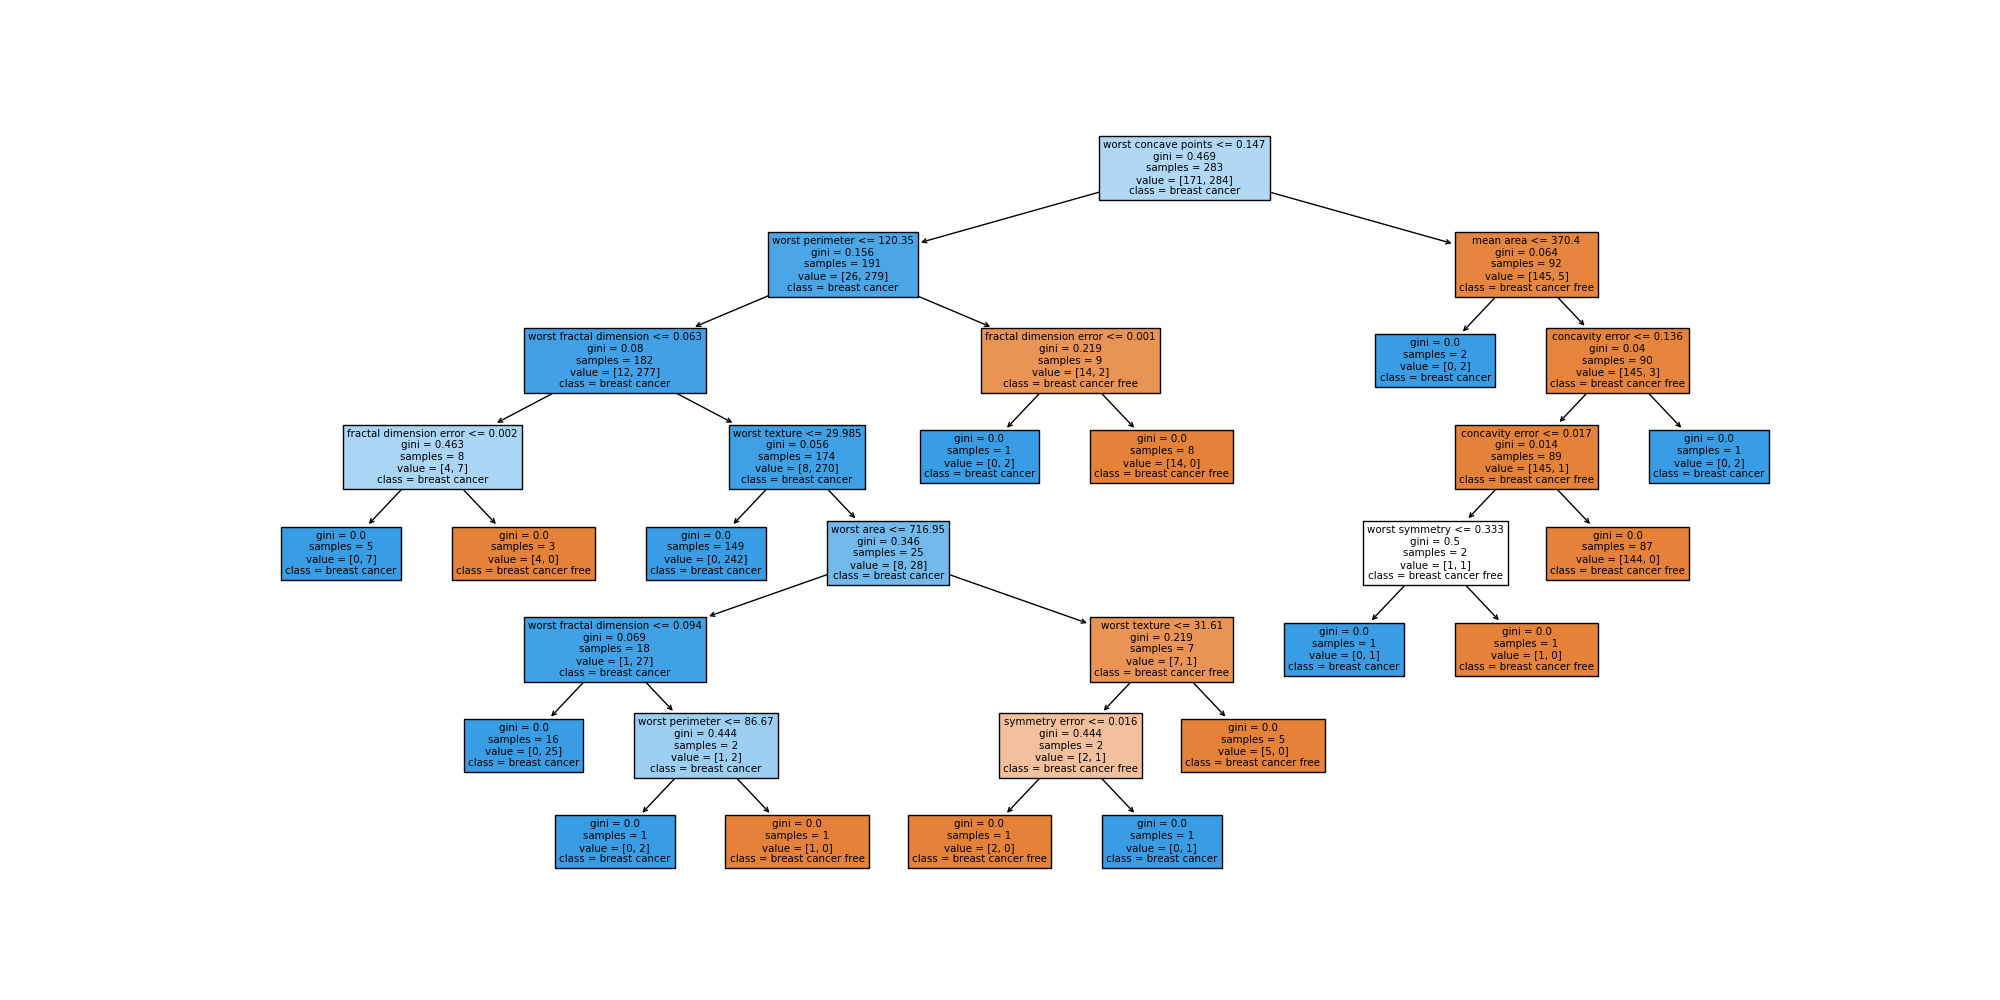 worst concave points <= 0.147
gini = 0.469
samples = 283
value = [171, 284]
class = breast cancer
worst perimeter <= 120.35
gini = 0.156
samples = 191
value = [26, 279]
class = breast cancer
mean area <= 370.4
gini = 0.064
samples = 92
value = [145, 5]
class = breast cancer free
worst fractal dimension <= 0.063
gini = 0.08
samples = 182
value = [12, 277]
class = breast cancer
fractal dimension error <= 0.001
gini = 0.219
samples = 9
value = [14, 2]
class = breast cancer free
gini = 0.0
samples = 2
value = [0, 2]
class = breast cancer
concavity error <= 0.136
gini = 0.04
samples = 90
value = [145, 3]
class = breast cancer free
fractal dimension error <= 0.002
gini = 0.463
samples = 8
value = [4, 7]
class = breast cancer
worst texture <= 29.985
gini = 0.056
samples = 174
value = [8, 270]
class = breast cancer
gini = 0.0
samples = 1
value = [0, 2]
class = breast cancer
gini = 0.0
samples = 8
value = [14, 0]
class = breast cancer free
concavity error <= 0.017
gini = 0.014
samples = 89
value = [145, 1]
class = breast cancer free
gini = 0.0
samples = 1
value = [0, 2]
class = breast cancer
gini = 0.0
samples = 5
value = [0, 7]
class = breast cancer
gini = 0.0
samples = 3
value = [4, 0]
class = breast cancer free
gini = 0.0
samples = 149
value = [0, 242]
class = breast cancer
worst area <= 716.95
gini = 0.346
samples = 25
value = [8, 28]
class = breast cancer
worst symmetry <= 0.333
gini = 0.5
samples = 2
value = [1, 1]
class = breast cancer free
gini = 0.0
samples = 87
value = [144, 0]
class = breast cancer free
worst fractal dimension <= 0.094
gini = 0.069
samples = 18
value = [1, 27]
class = breast cancer
worst texture <= 31.61
gini = 0.219
samples = 7
value = [7, 1]
class = breast cancer free
gini = 0.0
samples = 1
value = [0, 1]
class = breast cancer
gini = 0.0
samples = 1
value = [1, 0]
class = breast cancer free
gini = 0.0
samples = 16
value = [0, 25]
class = breast cancer
worst perimeter <= 86.67
gini = 0.444
samples = 2
value = [1, 2]
class = breast cancer
symmetry error <= 0.016
gini = 0.444
samples = 2
value = [2, 1]
class = breast cancer free
gini = 0.0
samples = 5
value = [5, 0]
class = breast cancer free
gini = 0.0
samples = 1
value = [0, 2]
class = breast cancer
gini = 0.0
samples = 1
value = [1, 0]
class = breast cancer free
gini = 0.0
samples = 1
value = [2, 0]
class = breast cancer free
gini = 0.0
samples = 1
value = [0, 1]
class = breast cancer